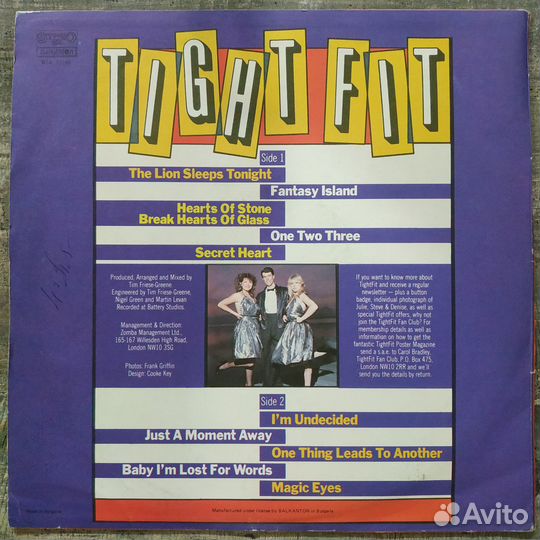 STEREO
Балкантон
TIGHT FIT
Side 1
The Lion Sleeps Tonight
Fantasy Island
Hearts Of Stone
Break Hearts Of Glass
One Two Three
Secret Heart
Produced, Arranged and Mixed by
Tim Friese-Greene
Engineered by Tim Friese-Greene,
Nigel Green and Martin Levan
Recorded at Battery Studios.
Management & Direction:
Zomba Management Ltd.,
165-167 Willesden High Road,
London NW10 3SG
Photos: Frank Griffin
Design: Cooke Key
If you want to know more about
TightFit and receive a regular
newsletter — plus a button
badge, individual photograph of
Julie, Steve & Denise, as well as
special TightFit offers, why not
join the TightFit Fan Club? For
membership details as well as
information on how to get the
fantastic TightFit Poster Magazine
send a s.a.e. to Carol Bradley,
TightFit Fan Club, P.O. Box 475,
London NW10 2RR and we'll
send you the details by return.
Side 2
I'm Undecided
Just A Moment Away
One Thing Leads To Another
Baby I'm Lost For Words
Magic Eyes
Made in Bulgaria
Manufactured under license by BALKANTON in Bulgaria
Avito